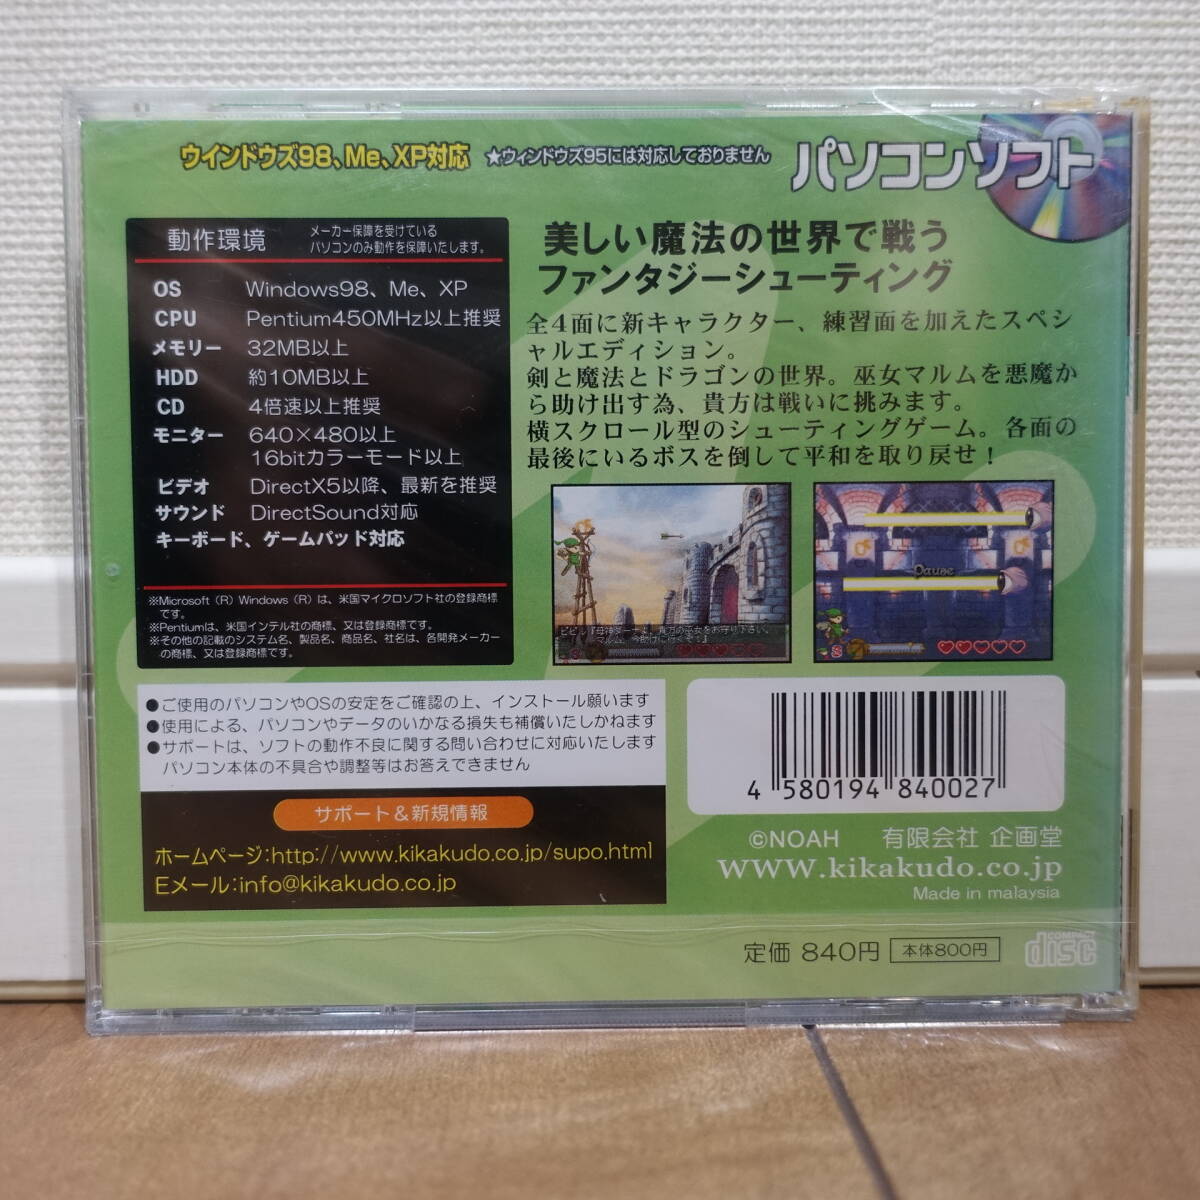 ウインドウズ98、Me、XP対応
★ウィンドウズ95には対応しておりません
パソコンソフト
動作環境
メーカー保障を受けている
パソコンのみ動作を保障いたします。
OS Windows98、Me、XP
CPU Pentium450MHz以上推奨
メモリー 32MB以上
HDD 約10MB以上
CD 4倍速以上推奨
モニター 640×480以上
16bitカラーモード以上
ビデオ DirectX5以降、最新を推奨
サウンド DirectSound対応
キーボード、ゲームパッド対応
※Microsoft（R）Windows（R）は、米国マイクロソフト社の登録商標
です。
※Pentiumは、米国インテル社の商標、又は登録商標です。
※その他の記載のシステム名、製品名、商品名、社名は、各開発メーカー
の商標、又は登録商標です。
美しい魔法の世界で戦う
ファンタジーシューティング
全4面に新キャラクター、練習面を加えたスペシ
ャルエディション。
剣と魔法とドラゴンの世界。巫女マルムを悪魔か
ら助け出す為、貴方は戦いに挑みます。
横スクロール型のシューティングゲーム。各面の
最後にいるボスを倒して平和を取り戻せ！
Pause
●ご使用のパソコンやOSの安定をご確認の上、インストール願います
●使用による、パソコンやデータのいかなる損失も補償いたしかねます
●サポートは、ソフトの動作不良に関する問い合わせに対応いたします
パソコン本体の不具合や調整等はお答えできません
サポート＆新規情報
ホームページ:http://www.kikakudo.co.jp/supo.html
Eメール:info@kikakudo.co.jp
4 580194 840027
©NOAH 有限会社 企画堂
www.kikakudo.co.jp
Made in malaysia
定価 840円 本体800円
COMPACT
disc